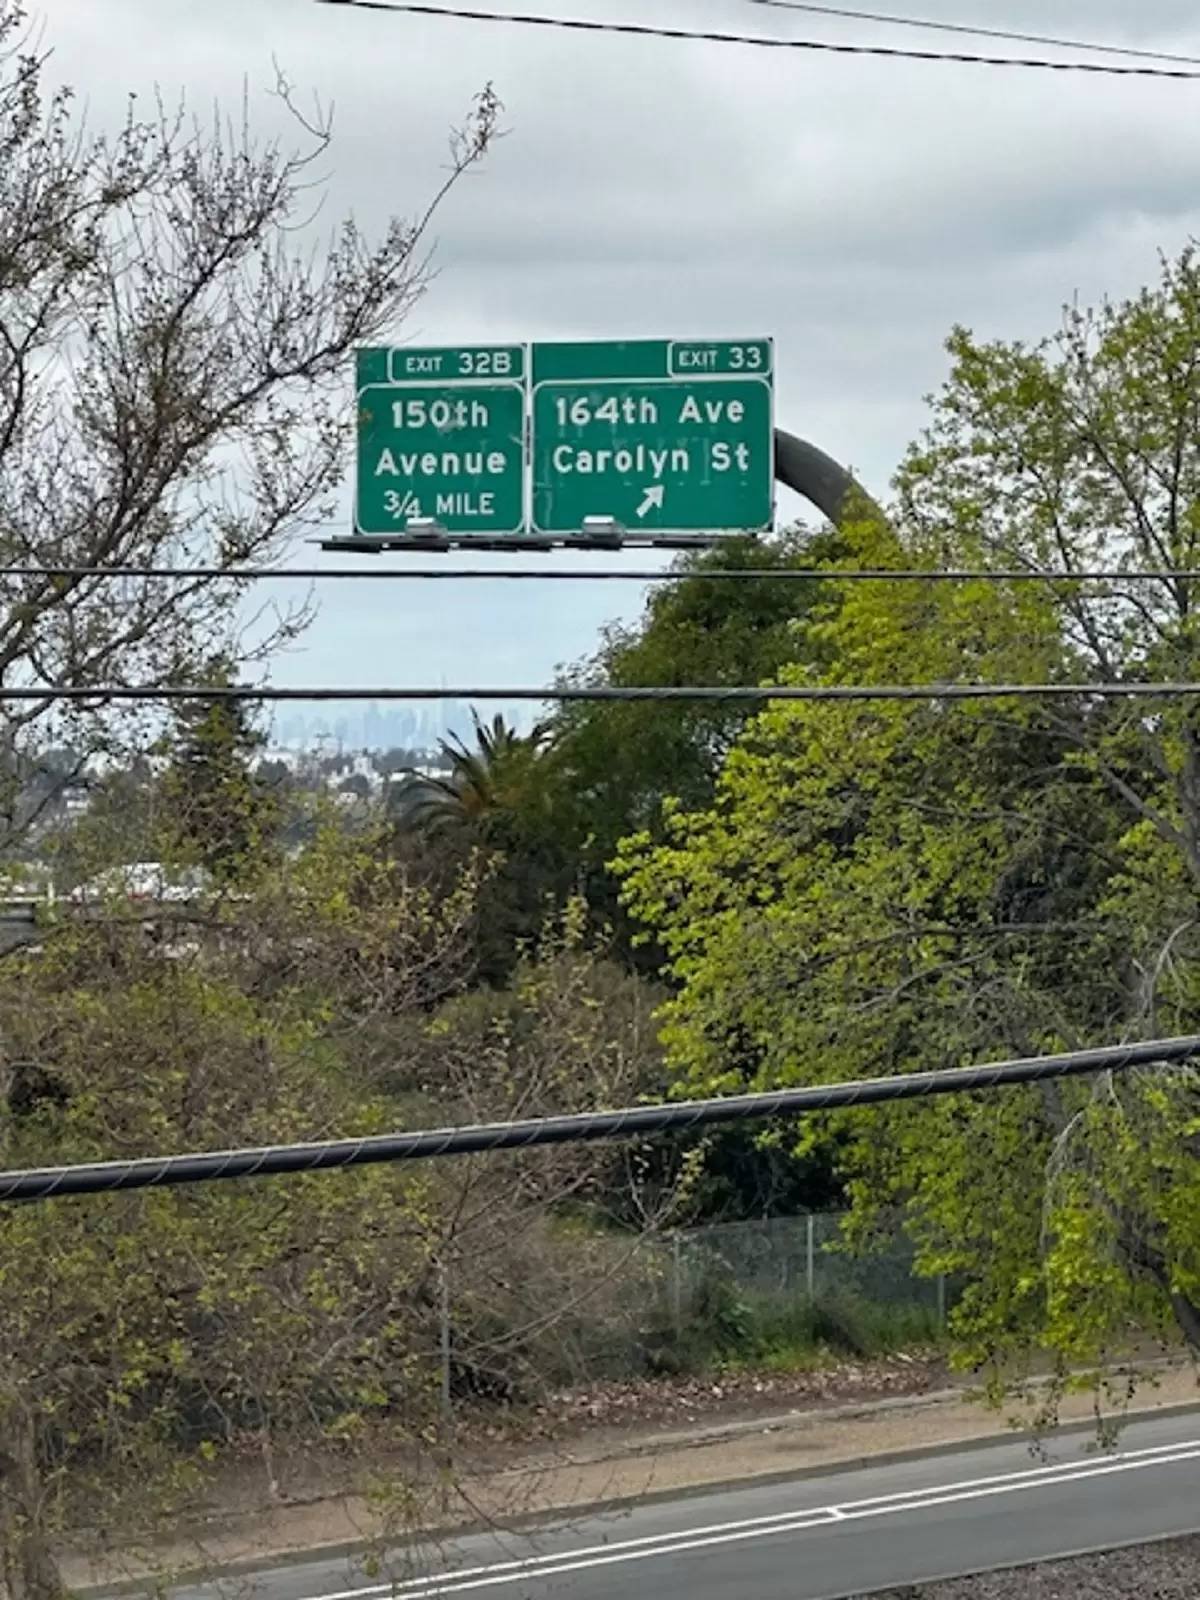 EXIT 32B
150th
Avenue
3/4 MILE
EXIT 33
164th Ave
Carolyn St